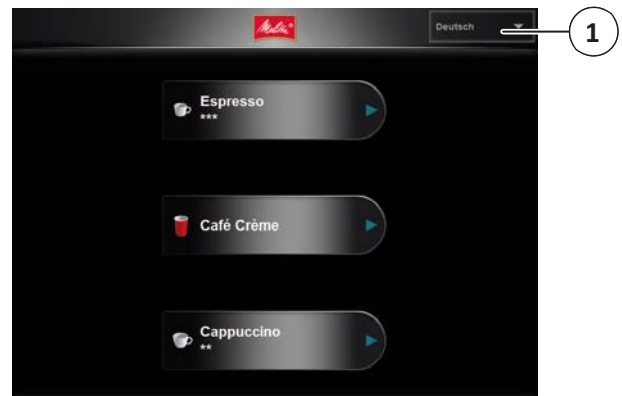 Melitta®
Deutsch
1
Espresso
***
Café Crème
Cappuccino
**